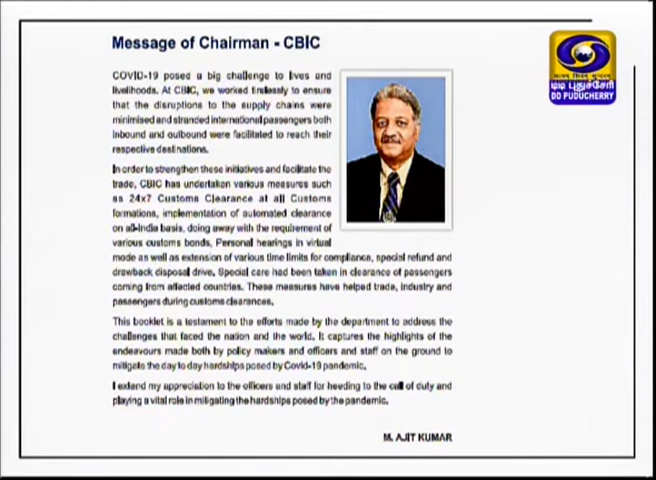 Message of Chairman - CBIC
COVID-19 posed a big challenge to lives and
livelihoods. At CBIC, we worked tirelessly to ensure
that the disruptions to the supply chains were
minimised and stranded international passengers both
inbound and outbound were facilitated to reach their
respective destinations.
In order to strengthen these initiatives and facilitate the
trade, CBIC has undertaken various measures such
as 24x7 Customs Clearance at all Customs
formations, implementation of automated clearance
on all-India basis, doing away with the requirement of
various customs bonds, Personal hearings in virtual
mode as well as extension of various time limits for compliance, special refund and
drawback disposal drive. Special care had been taken in clearance of passengers
coming from affected countries. These measures have helped trade, industry and
passengers during customs clearances.
This booklet is a testament to the efforts made by the department to address the
challenges that faced the nation and the world. It captures the highlights of the
endeavours made both by policy makers and officers and staff on the ground to
mitigate the day to day hardships posed by Covid-19 pandemic.
I extend my appreciation to the officers and staff for heeding to the call of duty and
playing a vital role in mitigating the hardships posed by the pandemic.
M. AJIT KUMAR
सत्यम् शिवम् सुन्दरम्
டிடி புதுச்சேரி
DD PUDUCHERRY